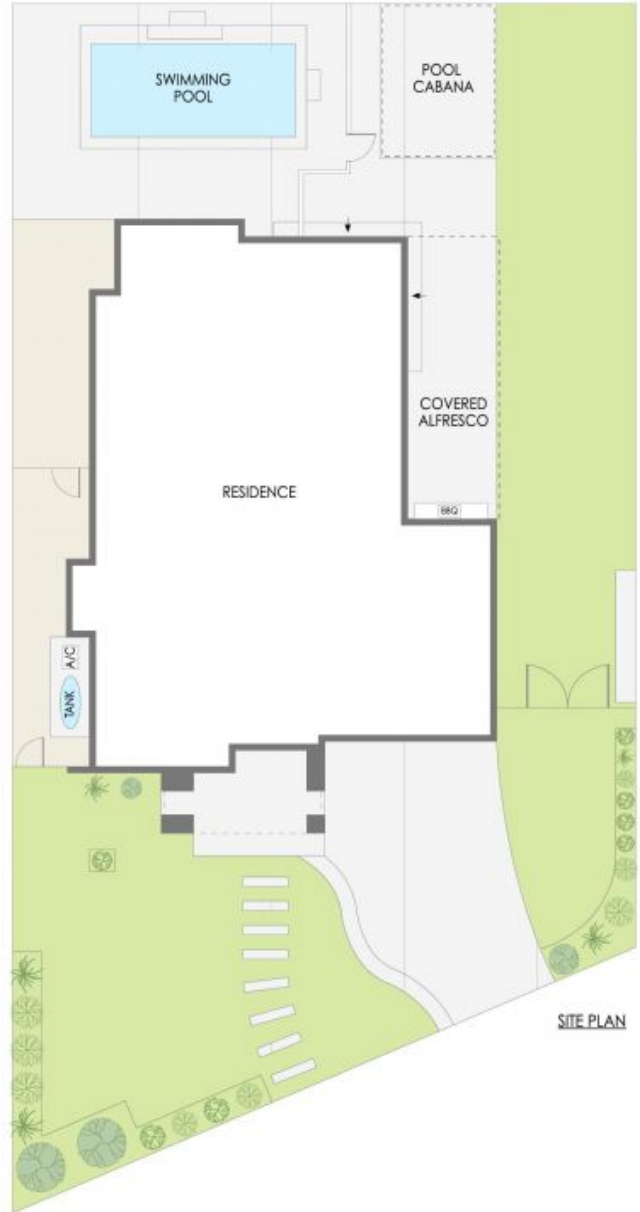 SWIMMING
POOL
POOL
CABANA
COVERED
ALFRESCO
RESIDENCE
BBQ
A/C
TANK
SITE PLAN